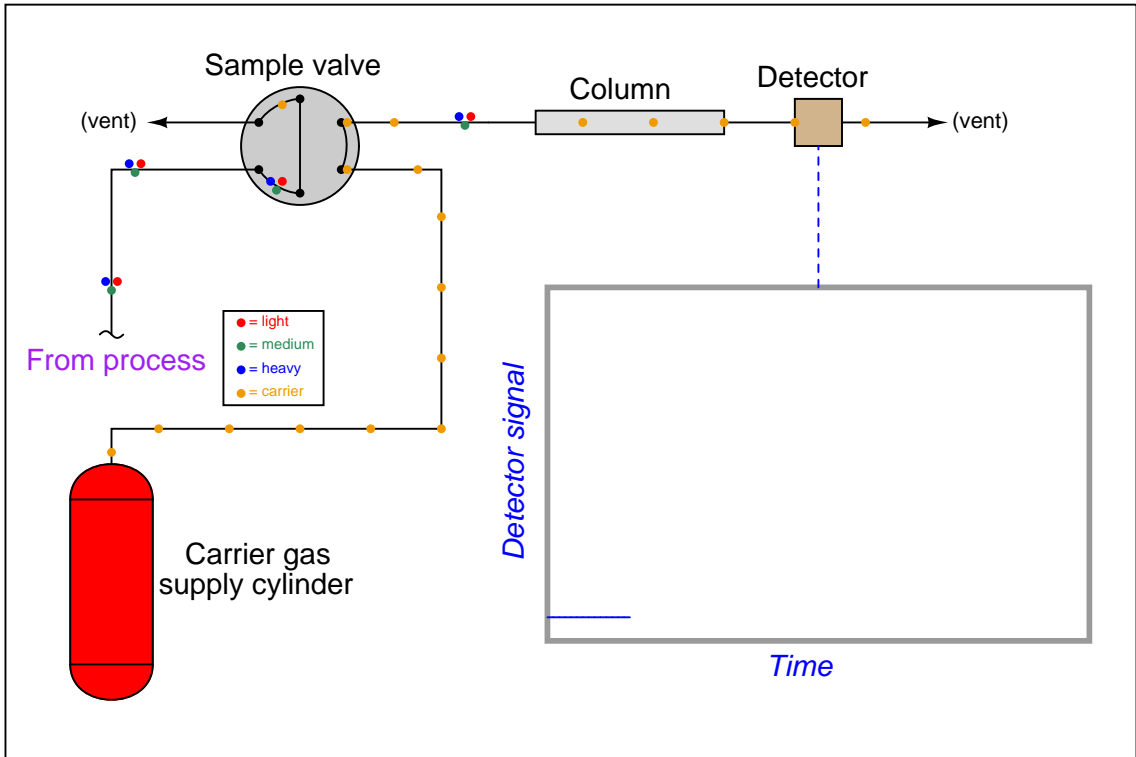 Sample valve
Column
Detector
(vent)
(vent)
= light
= medium
= heavy
= carrier
From process
Detector signal
Carrier gas
supply cylinder
Time